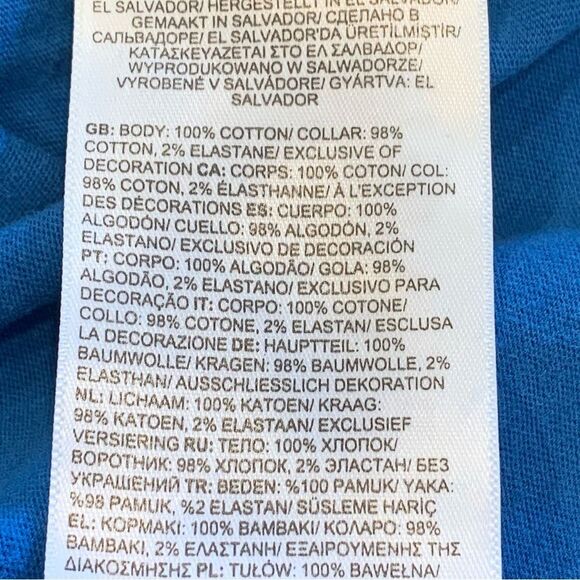 EL SALVADOR/ HERGESTELLT IN EL SALVADOR/
GEMAAKT IN SALVADOR/ СДЕЛАНО В
САЛЬВАДОРЕ/ EL SALVADOR'DA ÜRETİLMİŞTİR/
ΚΑΤΑΣΚΕΥΑΖΕΤΑΙ ΣΤΟ ΕΛ ΣΑΛΒΑΔΟΡ/
WYPRODUKOWANO W SALWADORZE/
VYROBENÉ V SALVÁDORE/ GYÁRTVA: EL
SALVADOR
GB: BODY: 100% COTTON/ COLLAR: 98%
COTTON, 2% ELASTANE/ EXCLUSIVE OF
DECORATION CA: CORPS: 100% COTON/ COL:
98% COTON, 2% ÉLASTHANNE/ À L'EXCEPTION
DES DÉCORATIONS ES: CUERPO: 100%
ALGODÓN/ CUELLO: 98% ALGODÓN, 2%
ELASTANO/ EXCLUSIVO DE DECORACIÓN
PT: CORPO: 100% ALGODÃO/ GOLA: 98%
ALGODÃO, 2% ELASTANO/ EXCLUSIVO PARA
DECORAÇÃO IT: CORPO: 100% COTONE/
COLLO: 98% COTONE, 2% ELASTAN/ ESCLUSA
LA DECORAZIONE DE: HAUPTTEIL: 100%
BAUMWOLLE/ KRAGEN: 98% BAUMWOLLE, 2%
ELASTHAN/ AUSSCHLIESSLICH DEKORATION
NL: LICHAAM: 100% KATOEN/ KRAAG:
98% KATOEN, 2% ELASTAAN/ EXCLUSIEF
VERSIERING RU: ТЕЛО: 100% ХЛОПОК/
ВОРОТНИК: 98% ХЛОПОК, 2% ЭЛАСТАН/ БЕЗ
УКРАШЕНИЙ TR: BEDEN: %100 PAMUK/ YAKA:
%98 PAMUK, %2 ELASTAN/ SÜSLEME HARİÇ
EL: ΚΟΡΜΑΚΙ: 100% ΒΑΜΒΑΚΙ/ ΚΟΛΑΡΟ: 98%
ΒΑΜΒΑΚΙ, 2% ΕΛΑΣΤΑΝΗ/ ΕΞΑΙΡΟΥΜΕΝΗΣ ΤΗΣ
ΔΙΑΚΟΣΜΗΣΗΣ PL: TUŁÓW: 100% BAWEŁNA/